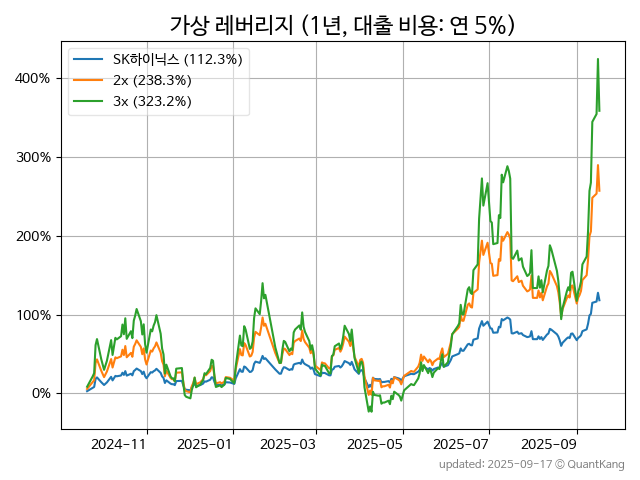 가상 레버리지 (1년, 대출 비용: 연 5%)
SK하이닉스 (112.3%)
2x (238.3%)
3x (323.2%)
400%
300%
200%
100%
0%
2024-11
2025-01
2025-03
2025-05
2025-07
2025-09
updated: 2025-09-17 © QuantKang